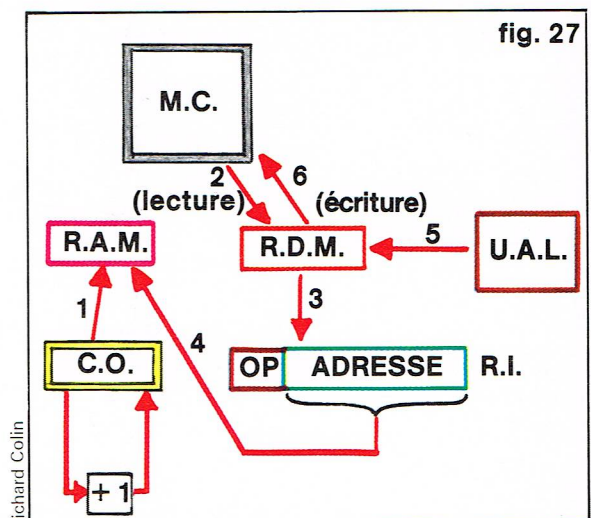 fig. 27
M.C.
2
6
(lecture)
(écriture)
R.A.M.
R.D.M.
5
U.A.L.
1
3
4
C.O.
OP
ADRESSE
R.I.
+ 1
ichard Colin